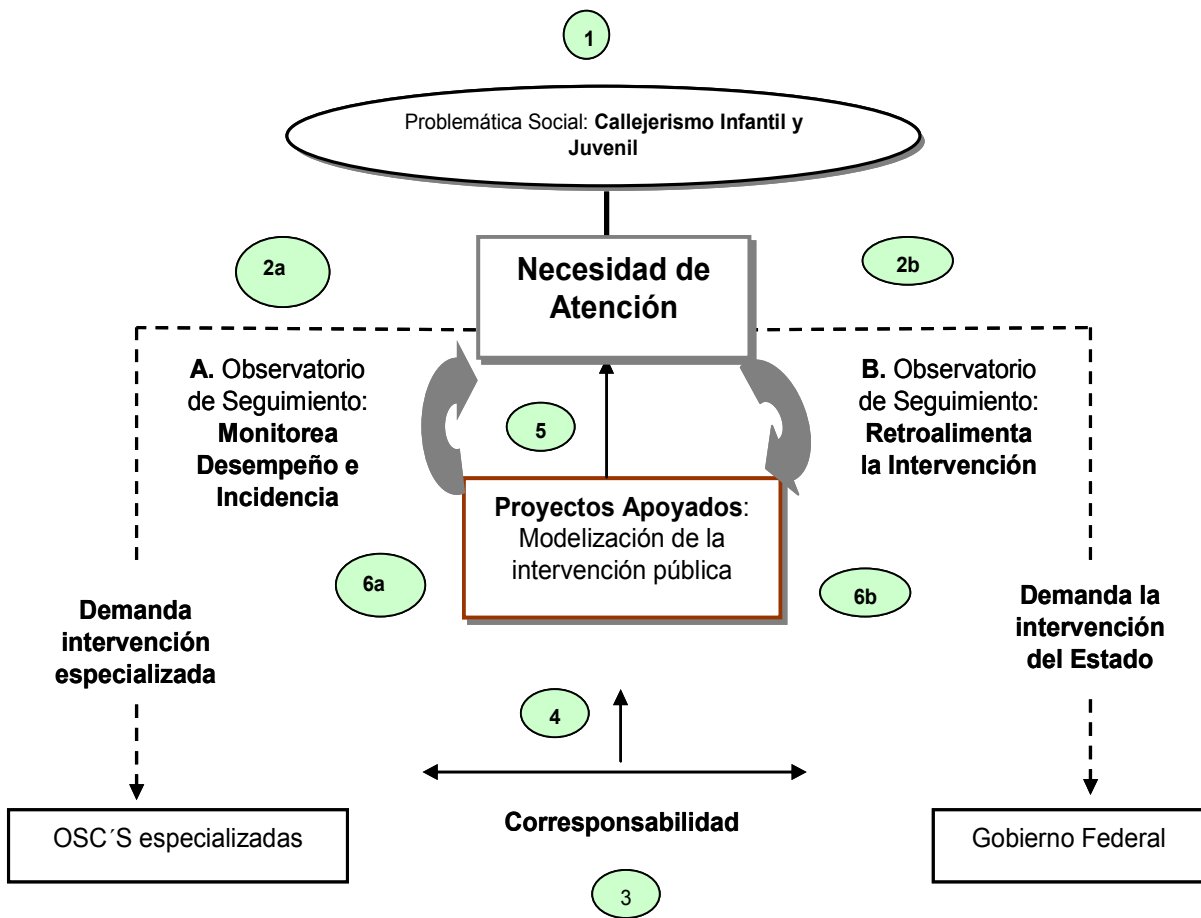 1
Problemática Social: Callejerismo Infantil y
Juvenil
2a
2b
Necesidad de
Atención
A. Observatorio
de Seguimiento:
Monitorea
Desempeño e
Incidencia
B. Observatorio
de Seguimiento:
Retroalimenta
la Intervención
5
Proyectos Apoyados:
Modelización de la
intervención pública
6a
6b
Demanda
intervención
especializada
Demanda la
intervención
del Estado
4
Corresponsabilidad
OSC´S especializadas
Gobierno Federal
3